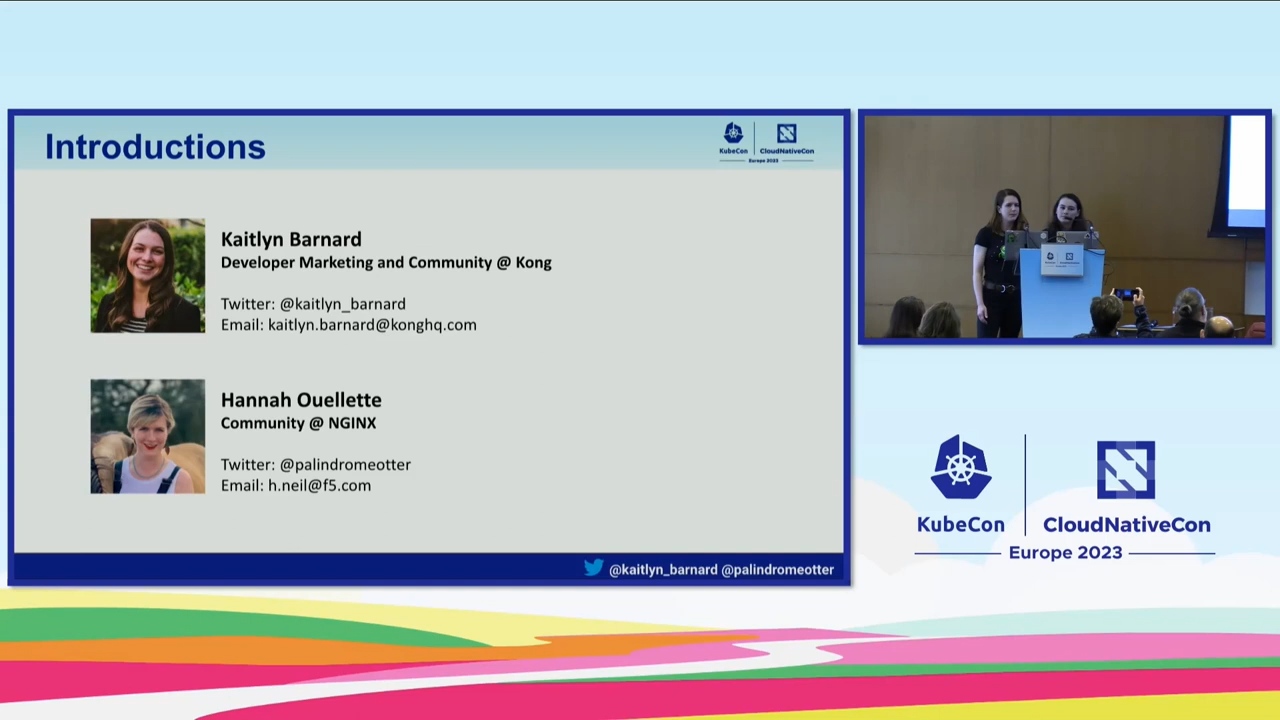 Introductions
KubeCon
CloudNativeCon
Europe 2023
Kaitlyn Barnard
Developer Marketing and Community @ Kong
Twitter: @kaitlyn_barnard
Email: kaitlyn.barnard@konghq.com
Hannah Ouellette
Community @ NGINX
Twitter: @palindromeotter
Email: h.neil@f5.com
@kaitlyn_barnard @palindromeotter
KubeCon
CloudNativeCon
Europe 2023